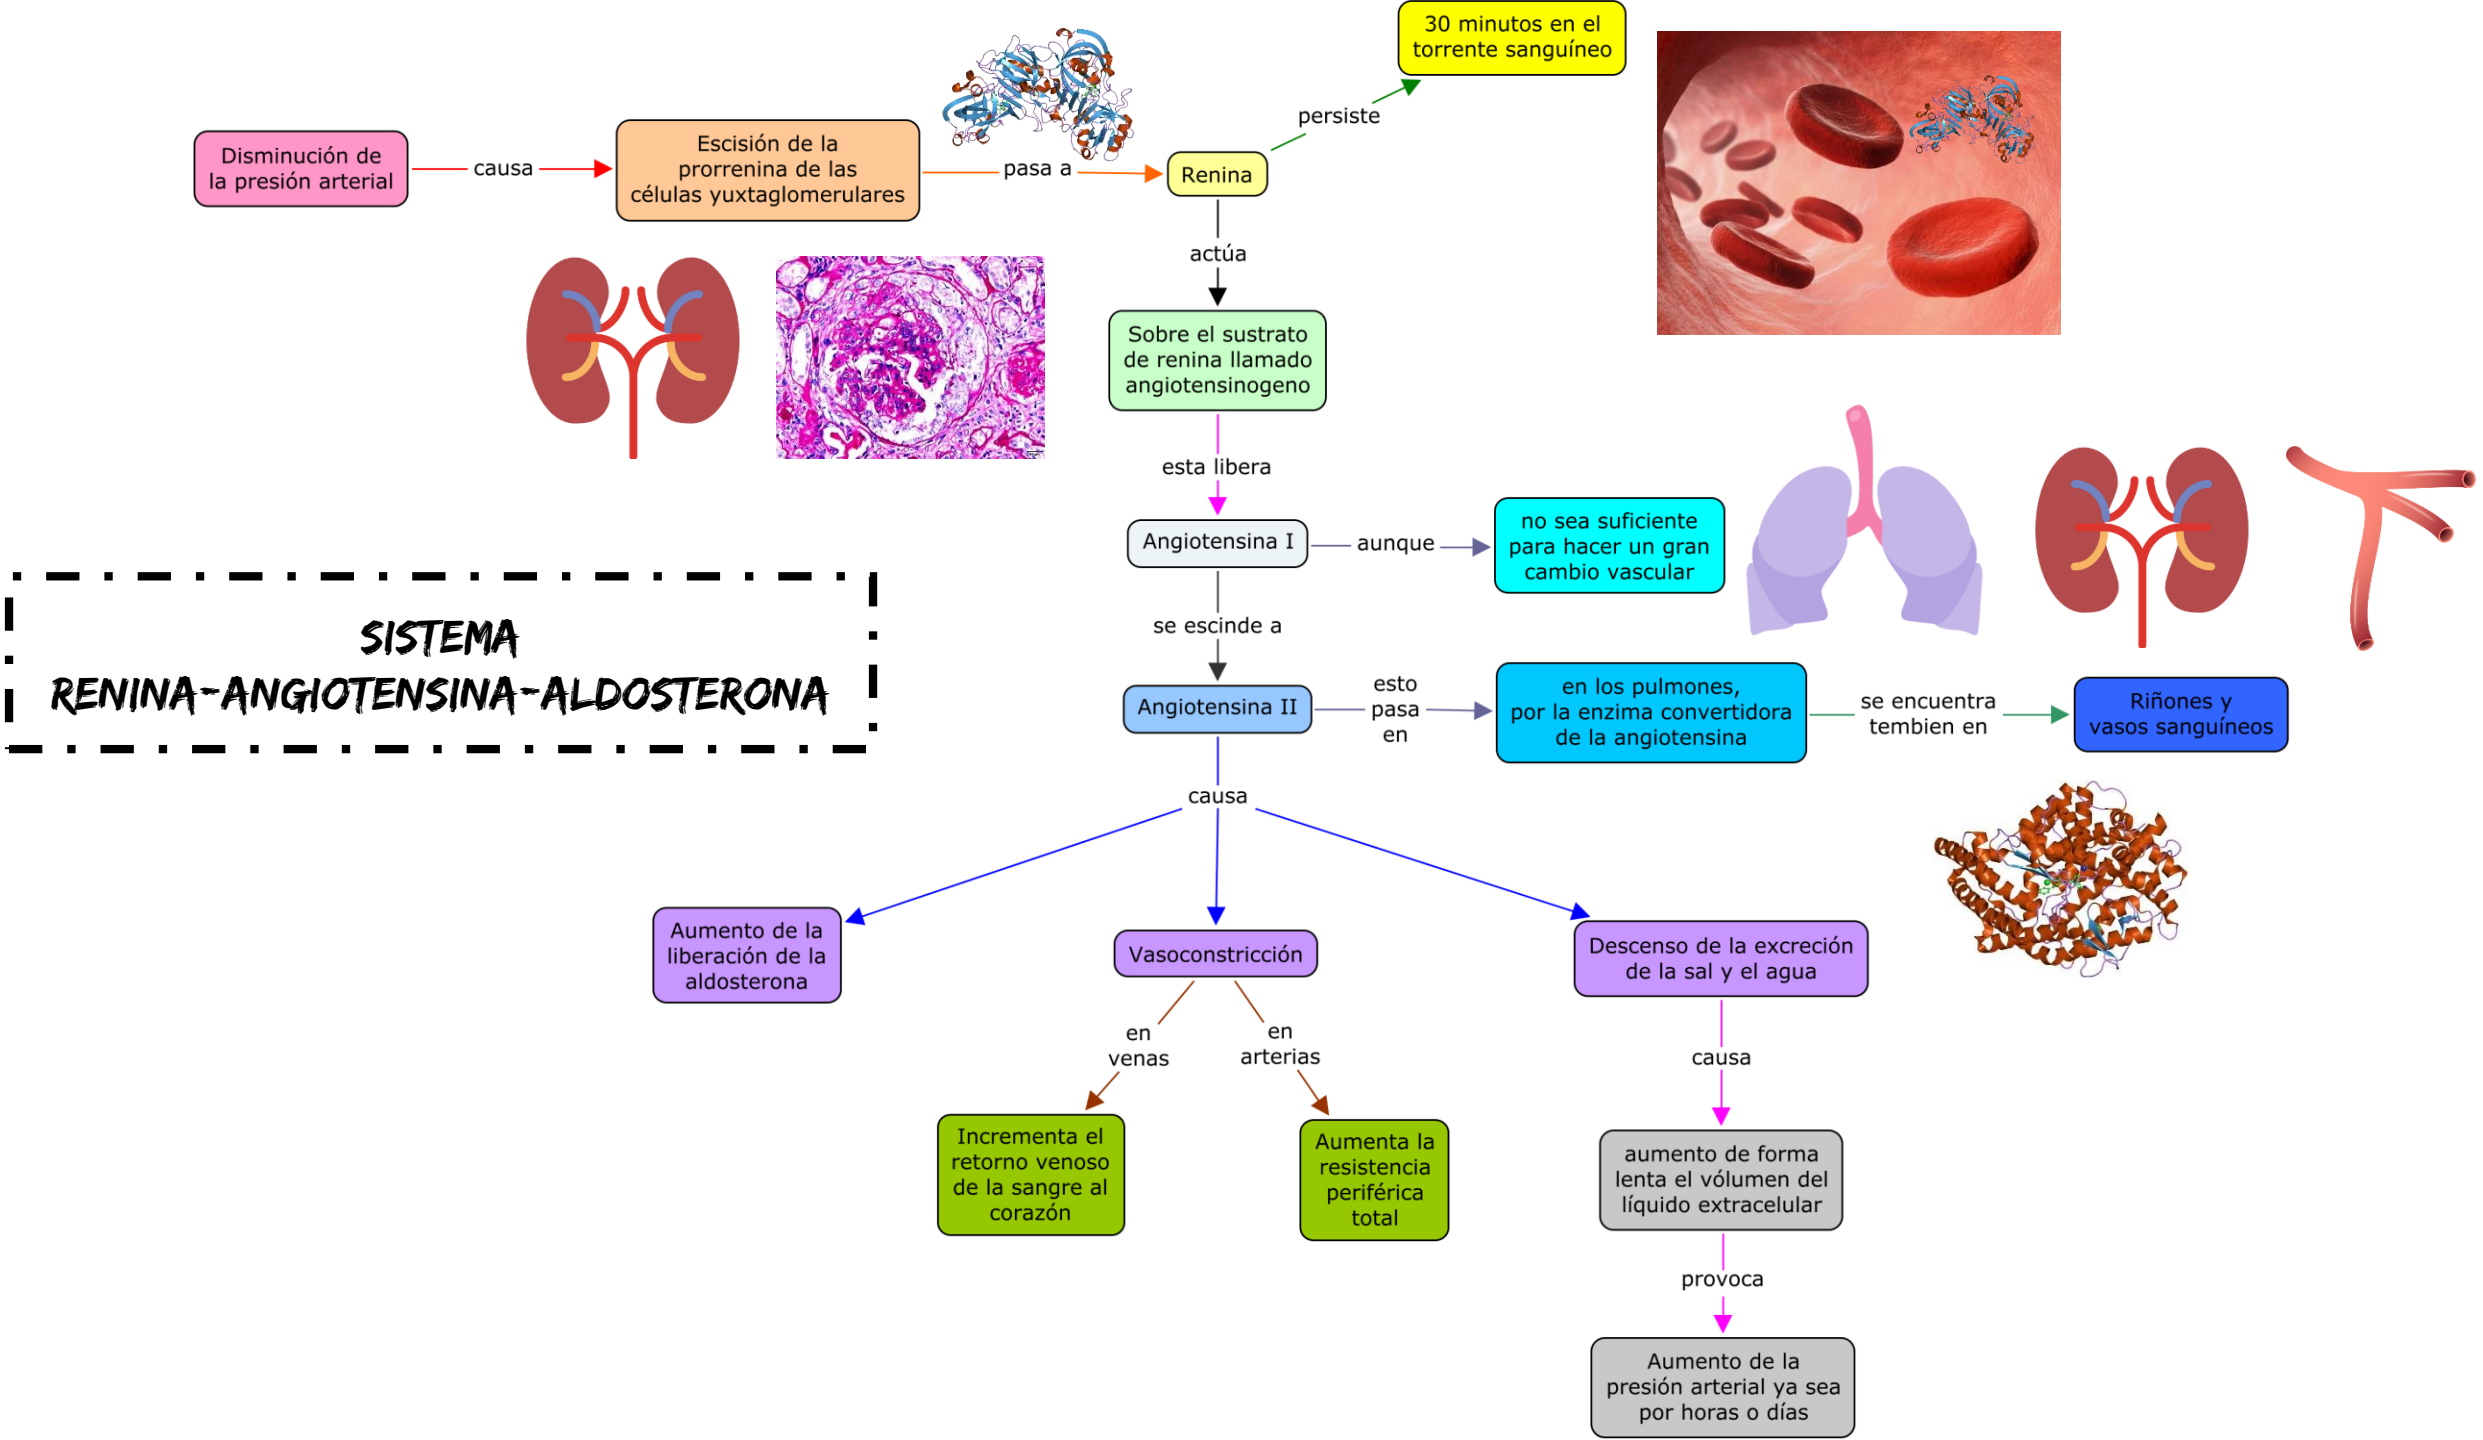 30 minutos en el
torrente sanguíneo
persiste
Disminución de
la presión arterial
causa
Escisión de la
prorrenina de las
células yuxtaglomerulares
pasa a
Renina
actúa
Sobre el sustrato
de renina llamado
angiotensinogeno
esta libera
Angiotensina I
aunque
no sea suficiente
para hacer un gran
cambio vascular
se escinde a
SISTEMA
RENINA-ANGIOTENSINA-ALDOSTERONA
Angiotensina II
esto
pasa
en
en los pulmones,
por la enzima convertidora
de la angiotensina
se encuentra
tembien en
Riñones y
vasos sanguíneos
causa
Aumento de la
liberación de la
aldosterona
Vasoconstricción
Descenso de la excreción
de la sal y el agua
en
venas
en
arterias
causa
Incrementa el
retorno venoso
de la sangre al
corazón
Aumenta la
resistencia
periférica
total
aumento de forma
lenta el vólumen del
líquido extracelular
provoca
Aumento de la
presión arterial ya sea
por horas o días